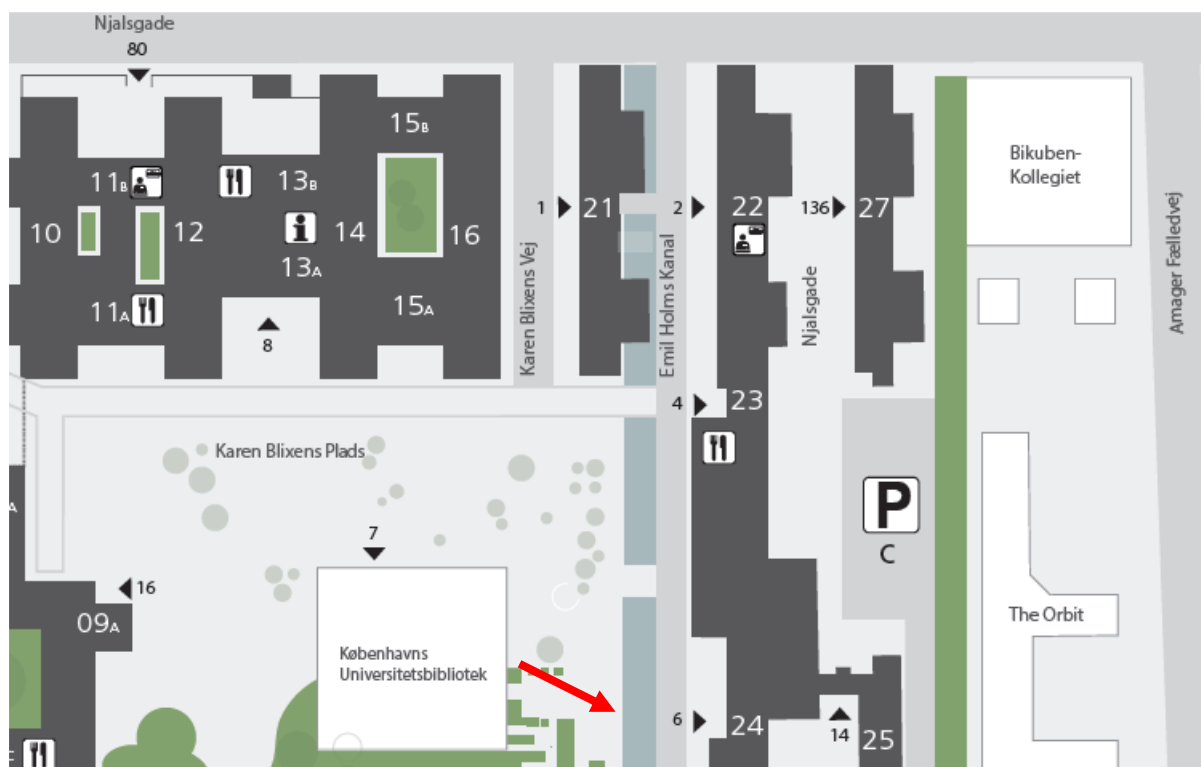 Njalsgade
80
15B
11B
13B
Bikuben-
Kollegiet
1
21
2
22
136
27
10
12
14
16
13A
11A
15A
8
Karen Blixens Vej
Emil Holms Kanal
Njalsgade
Amager Fælledvej
4
23
Karen Blixens Plads
A
P
C
7
16
09A
The Orbit
Københavns
Universitetsbibliotek
6
24
14
25